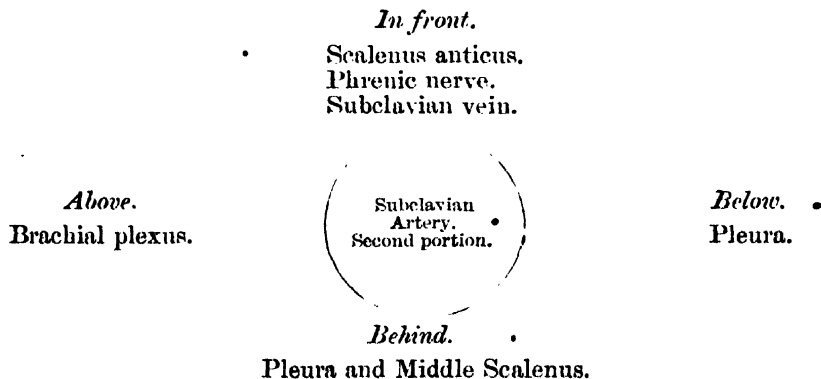 In front.
Scalenus anticus.
Phrenic nerve.
Subclavian vein.
Above.
Brachial plexus.
Subclavian
Artery.
Second portion.
Below.
Pleura.
Behind.
Pleura and Middle Scalenus.